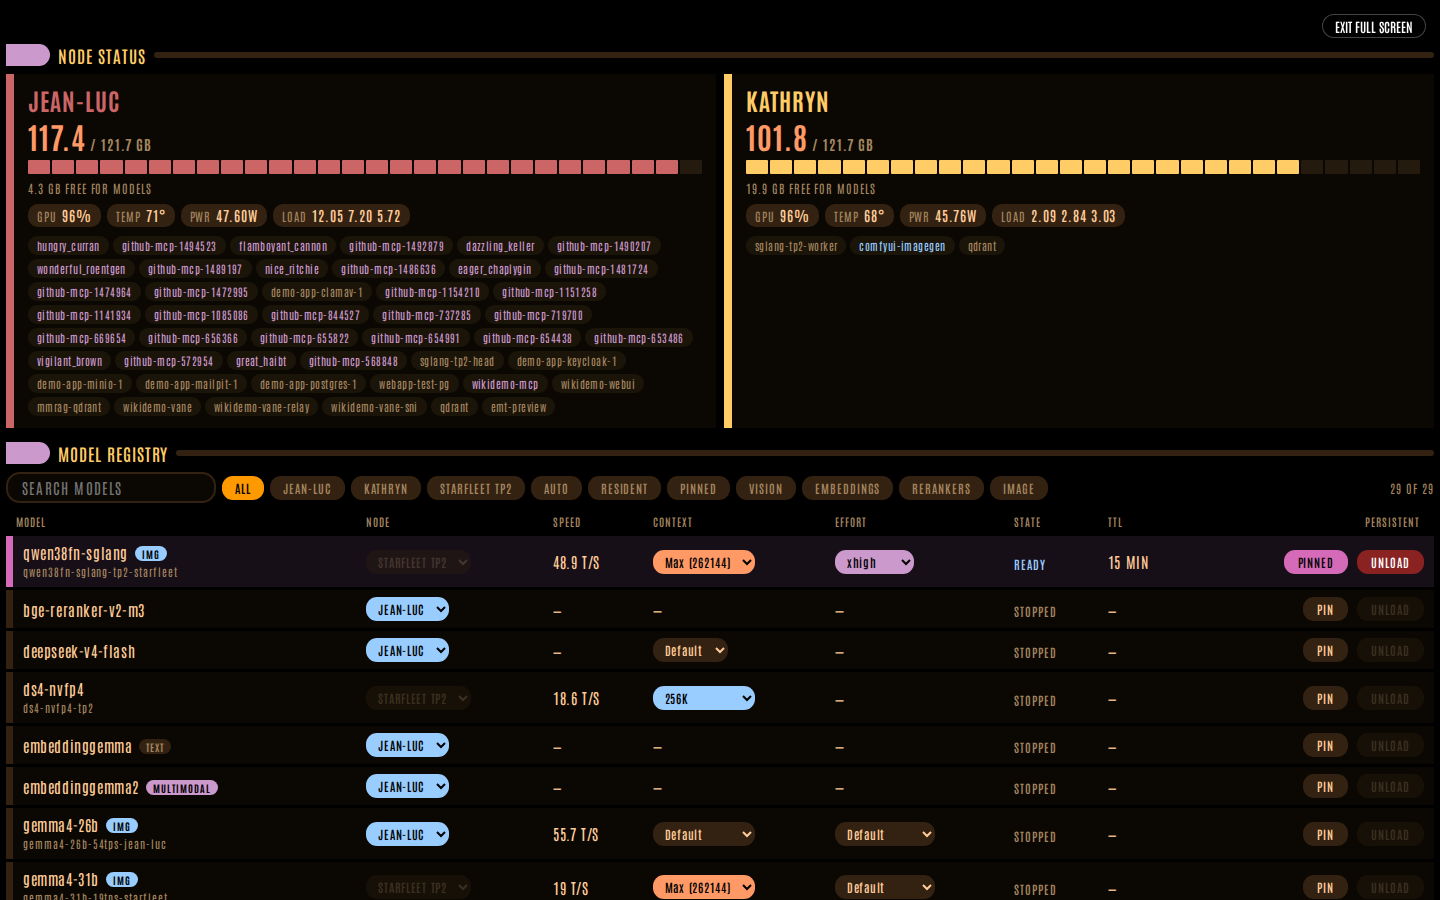 EXIT FULL SCREEN
NODE STATUS
JEAN-LUC
117.4 / 121.7 GB
4.3 GB FREE FOR MODELS
GPU 96% TEMP 71° PWR 47.60W LOAD 12.05 7.20 5.72
hungry_curran github-mcp-1494523 flamboyant_cannon github-mcp-1492879 dazzling_keller github-mcp-1490207
wonderful_roentgen github-mcp-1489197 nice_ritchie github-mcp-1486636 eager_chaplygin github-mcp-1481724
github-mcp-1474964 github-mcp-1472995 demo-app-clamav-1 github-mcp-1154210 github-mcp-1151258
github-mcp-1141934 github-mcp-1085086 github-mcp-844527 github-mcp-737285 github-mcp-719700
github-mcp-669654 github-mcp-656366 github-mcp-655822 github-mcp-654991 github-mcp-654438 github-mcp-653486
vigilant_brown github-mcp-572954 great_haibt github-mcp-568848 sglang-tp2-head demo-app-keycloak-1
demo-app-minio-1 demo-app-mailpit-1 demo-app-postgres-1 webapp-test-pg wikidemo-mcp wikidemo-webui
mmrag-qdrant wikidemo-vane wikidemo-vane-relay wikidemo-vane-sni qdrant emt-preview
KATHRYN
101.8 / 121.7 GB
19.9 GB FREE FOR MODELS
GPU 96% TEMP 68° PWR 45.76W LOAD 2.09 2.84 3.03
sglang-tp2-worker comfyui-imagegen qdrant
MODEL REGISTRY
SEARCH MODELS ALL JEAN-LUC KATHRYN STARFLEET TP2 AUTO RESIDENT PINNED VISION EMBEDDINGS RERANKERS IMAGE 29 OF 29
MODEL NODE SPEED CONTEXT EFFORT STATE TTL PERSISTENT
qwen38fn-sglang IMG STARFLEET TP2 48.9 T/S Max (262144) xhigh READY 15 MIN PINNED UNLOAD
qwen38fn-sglang-tp2-starfleet
bge-reranker-v2-m3 JEAN-LUC – – – STOPPED – PIN UNLOAD
deepseek-v4-flash JEAN-LUC – Default – STOPPED – PIN UNLOAD
ds4-nvfp4 STARFLEET TP2 18.6 T/S 256K – STOPPED – PIN UNLOAD
ds4-nvfp4-tp2
embeddinggemma TEXT JEAN-LUC – – – STOPPED – PIN UNLOAD
embeddinggemma2 MULTIMODAL JEAN-LUC – – – STOPPED – PIN UNLOAD
gemma4-26b IMG JEAN-LUC 55.7 T/S Default Default STOPPED – PIN UNLOAD
gemma4-26b-54tps-jean-luc
gemma4-31b IMG STARFLEET TP2 19 T/S Max (262144) Default STOPPED – PIN UNLOAD
gemma4-31b-19tps-starfleet